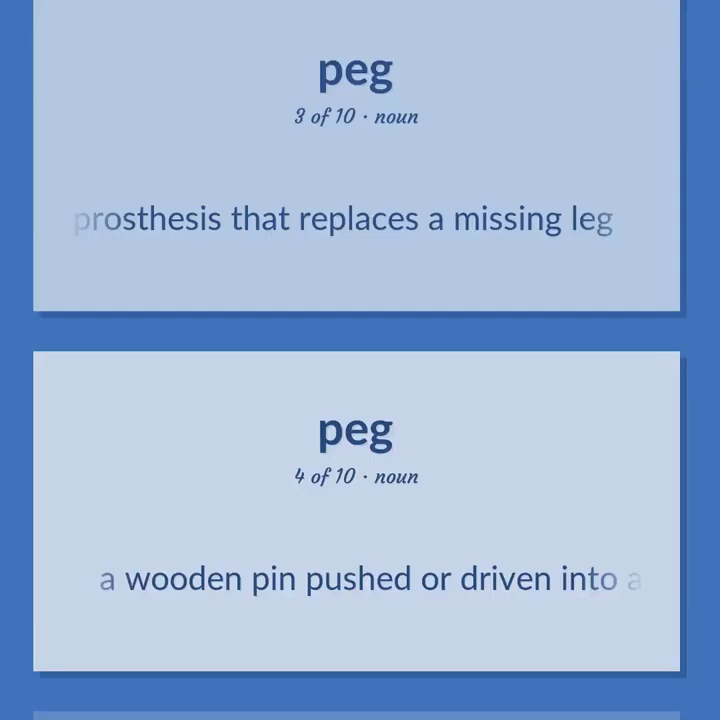 peg
3 of 10 · noun
prosthesis that replaces a missing leg
peg
4 of 10 · noun
a wooden pin pushed or driven into a